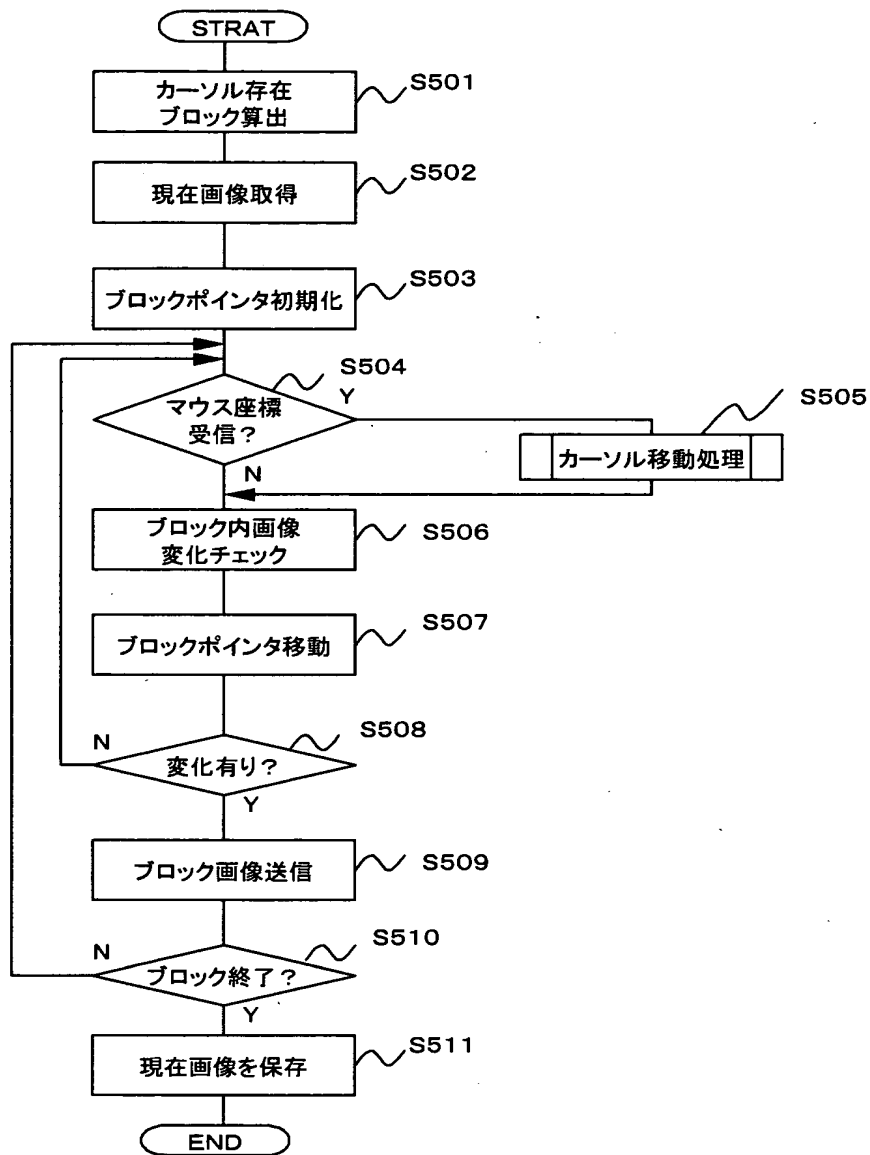 STRAT
カーソル存在
ブロック算出
S501
現在画像取得
S502
ブロックポインタ初期化
S503
マウス座標
受信？
S504
Y
N
カーソル移動処理
S505
ブロック内画像
変化チェック
S506
ブロックポインタ移動
S507
変化有り？
S508
N
Y
ブロック画像送信
S509
ブロック終了？
S510
N
Y
現在画像を保存
S511
END